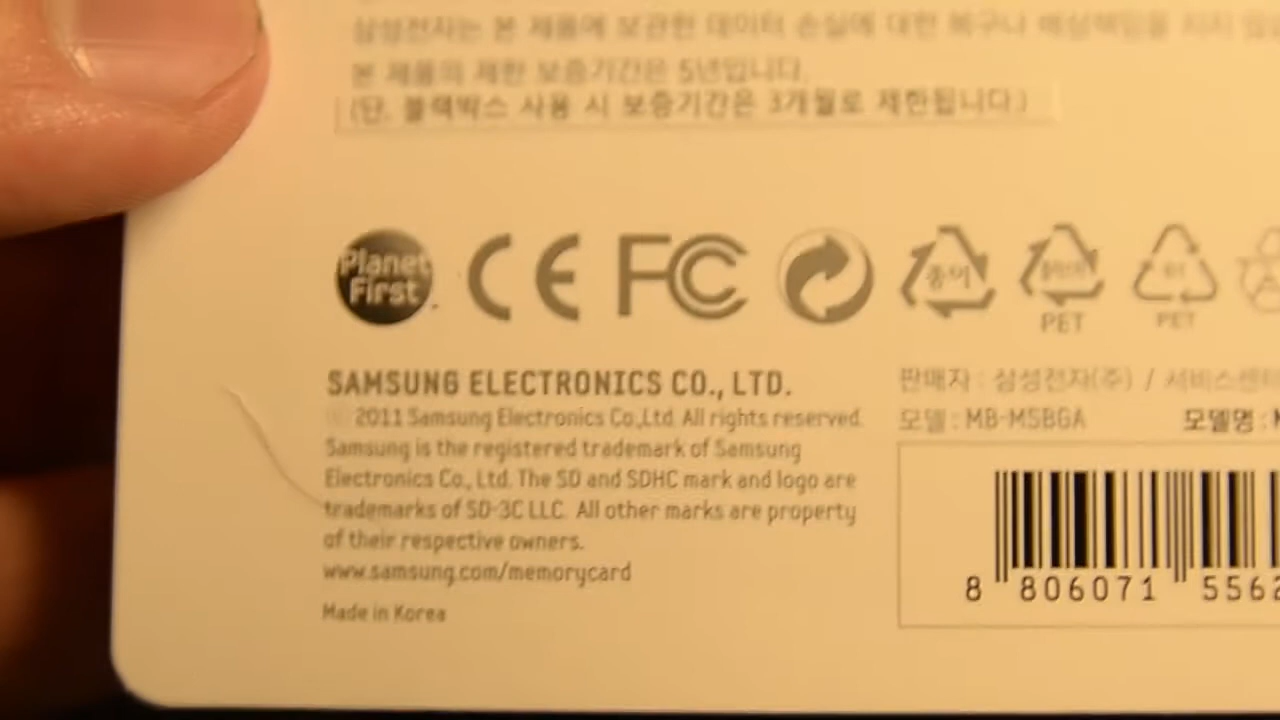 삼성전자는 본 제품에 보관한 데이터 손실에 대한 복구나 배상책임을 지지
본 제품의 제한 보증기간은 5년입니다.
(단, 블랙박스 사용 시 보증기간은 3개월로 제한됩니다.)
Planet First
CE FC
종이
PET
PET
SAMSUNG ELECTRONICS CO., LTD.
© 2011 Samsung Electronics Co.,Ltd. All rights reserved.
Samsung is the registered trademark of Samsung
Electronics Co., Ltd. The SD and SDHC mark and logo are
trademarks of SD-3C LLC. All other marks are property
of their respective owners.
www.samsung.com/memorycard
Made in Korea
판매자 : 삼성전자(주) / 서비스센터
모델 : MB-MSBGA 모델명 :
8 806071 5562